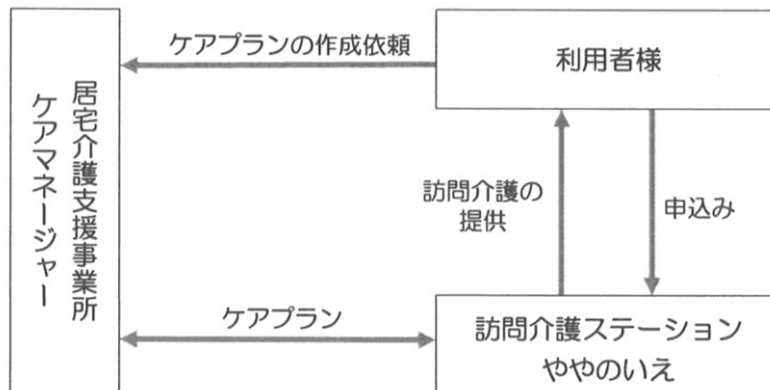 ケアプランの作成依頼
利用者様
居宅介護支援事業所
ケアマネージャー
訪問介護の
提供
申込み
ケアプラン
訪問介護ステーション
ややのいえ